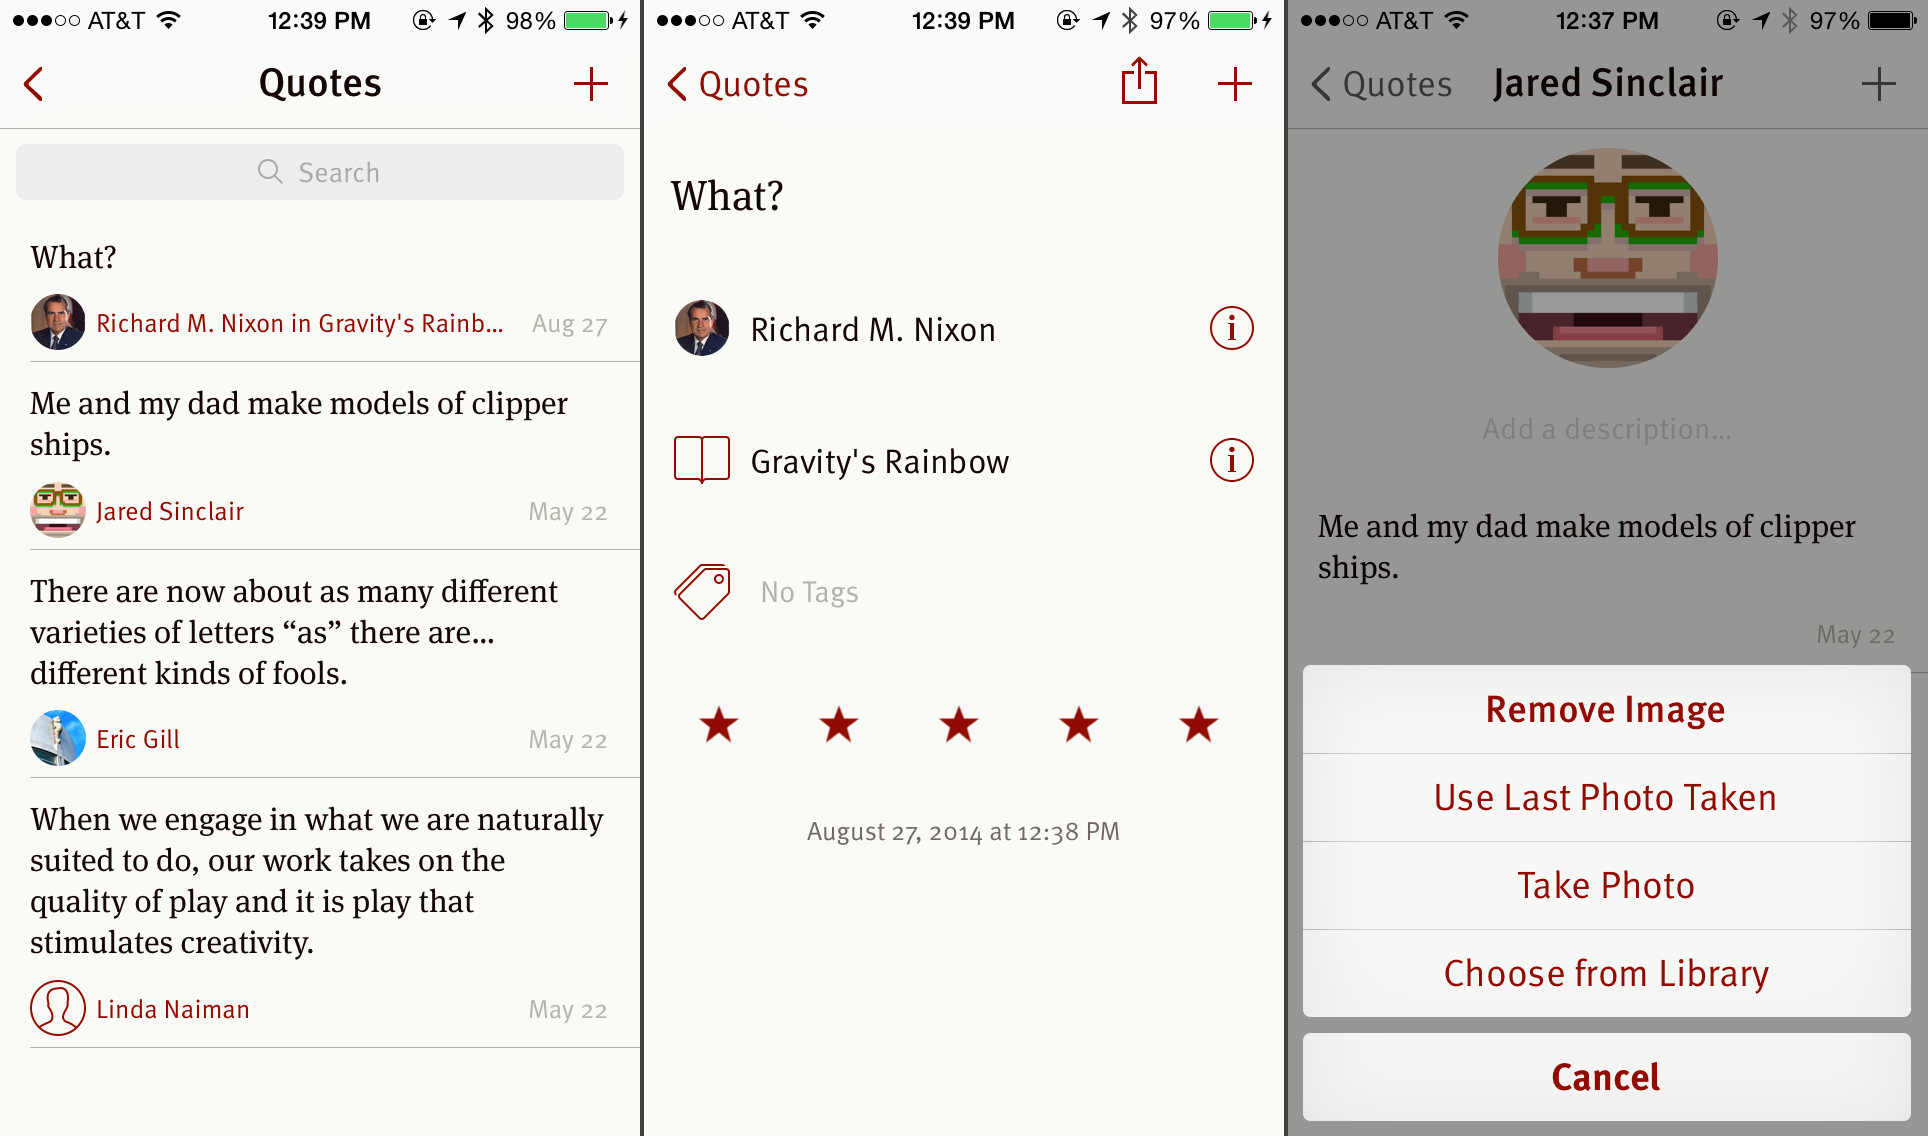 AT&T 12:39 PM 98%
Quotes
Search
What?
Richard M. Nixon in Gravity's Rainb... Aug 27
Me and my dad make models of clipper
ships.
Jared Sinclair May 22
There are now about as many different
varieties of letters “as” there are...
different kinds of fools.
Eric Gill May 22
When we engage in what we are naturally
suited to do, our work takes on the
quality of play and it is play that
stimulates creativity.
Linda Naiman May 22
AT&T 12:39 PM 97%
Quotes
What?
Richard M. Nixon
Gravity's Rainbow
No Tags
August 27, 2014 at 12:38 PM
AT&T 12:37 PM 97%
Quotes Jared Sinclair
Add a description...
Me and my dad make models of clipper
ships.
May 22
Remove Image
Use Last Photo Taken
Take Photo
Choose from Library
Cancel